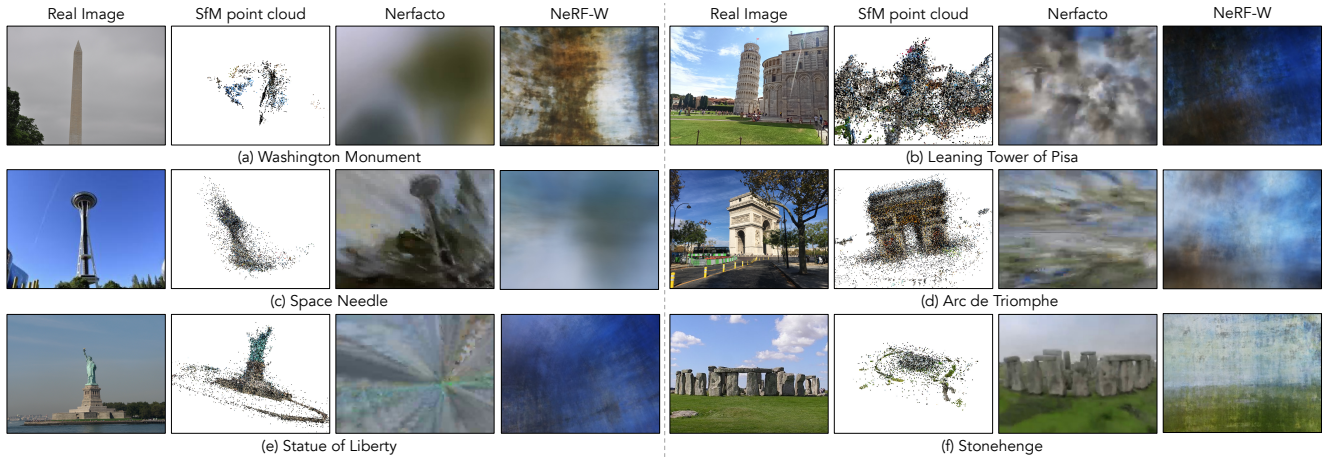 Real Image SfM point cloud Nerfacto NeRF-W Real Image SfM point cloud Nerfacto NeRF-W
(a) Washington Monument (b) Leaning Tower of Pisa
(c) Space Needle (d) Arc de Triomphe
(e) Statue of Liberty (f) Stonehenge